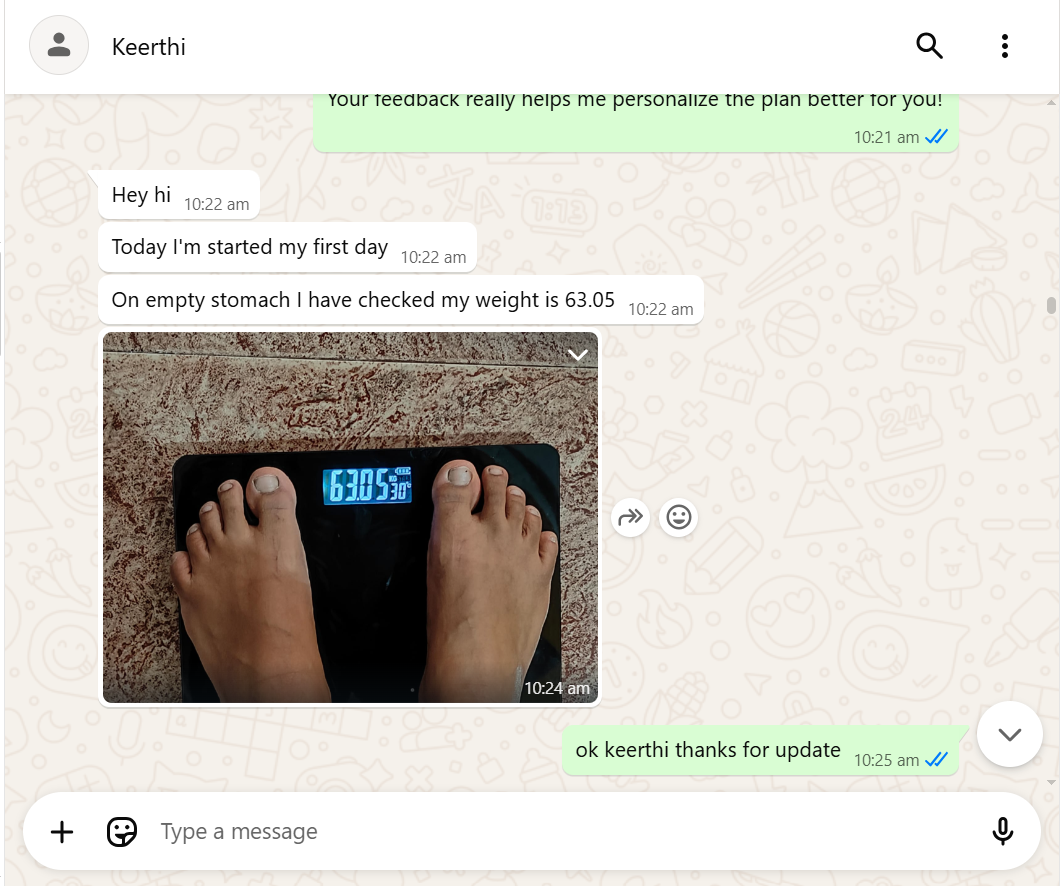 Keerthi
Your feedback really helps me personalize the plan better for you!
10:21 am
Hey hi 10:22 am
Today I'm started my first day 10:22 am
On empty stomach I have checked my weight is 63.05 10:22 am
63.05 KG 30°
10:24 am
ok keerthi thanks for update 10:25 am
Type a message